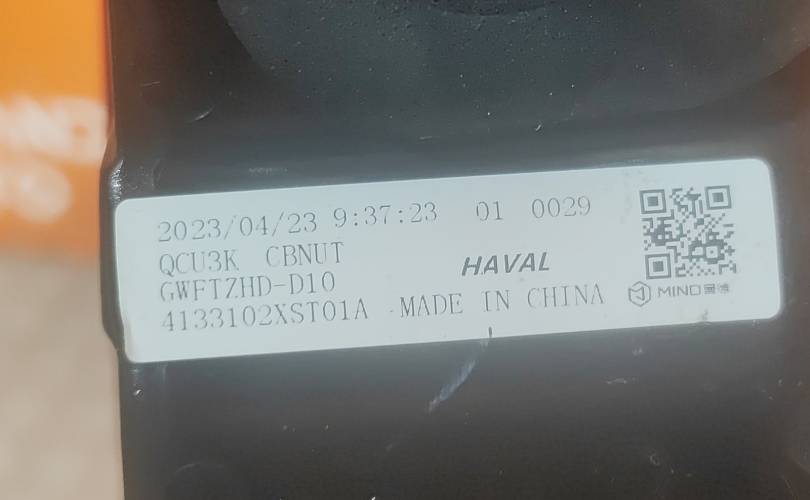 2023/04/23 9:37:23 01 0029
QCU3K CBNUT
HAVAL
GWFTZHD-D10
4133102XST01A MADE IN CHINA
MIND